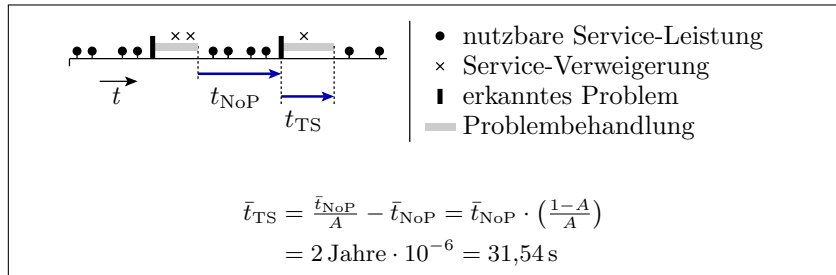 ● nutzbare Service-Leistung
× Service-Verweigerung
erkanntes Problem
Problembehandlung
t
t_NoP
t_TS
t̄_TS = t̄_NoP/A − t̄_NoP = t̄_NoP · ((1−A)/A)
= 2 Jahre · 10^−6 = 31,54 s